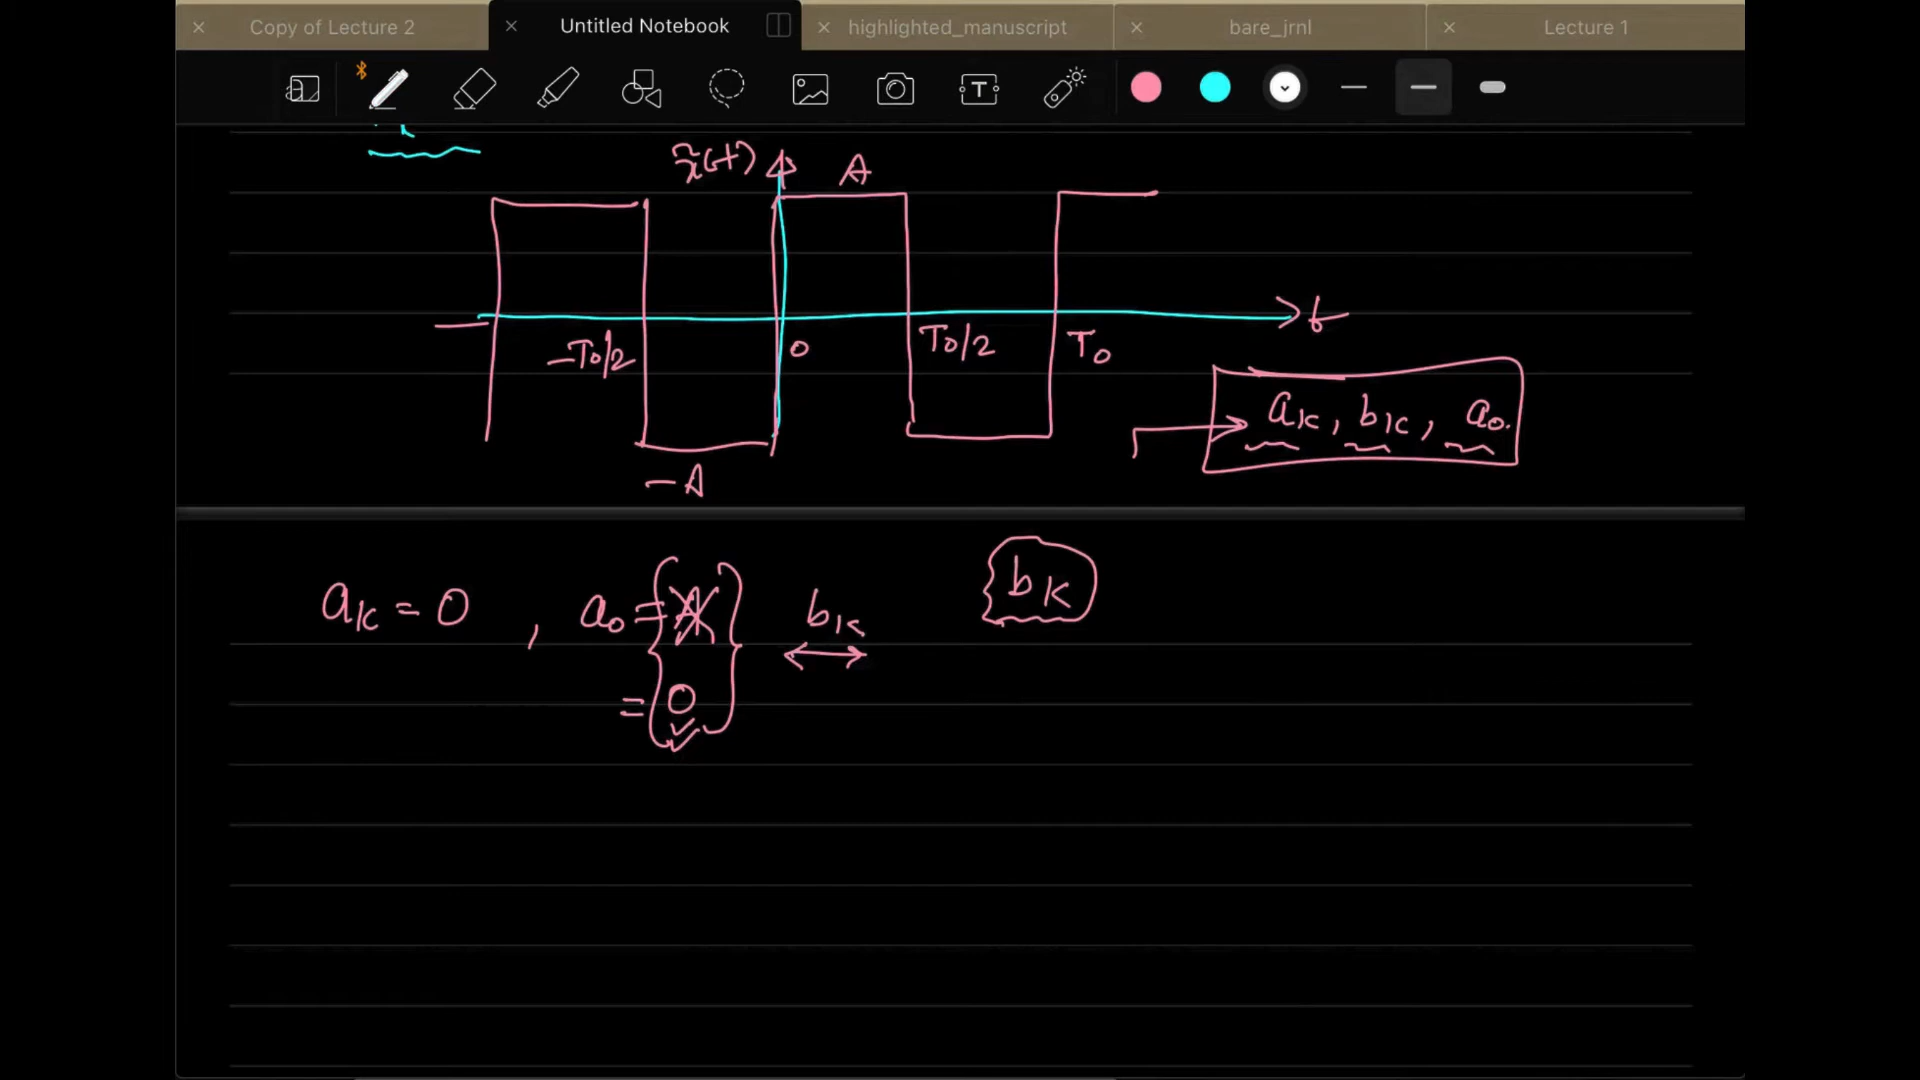 Copy of Lecture 2 Untitled Notebook highlighted_manuscript bare_jrnl Lecture 1
x̃(t) A
-T₀/2 0 T₀/2 T₀ t
-A
aₖ, bₖ, a₀.
aₖ = 0 , a₀ = bₖ bₖ
= 0